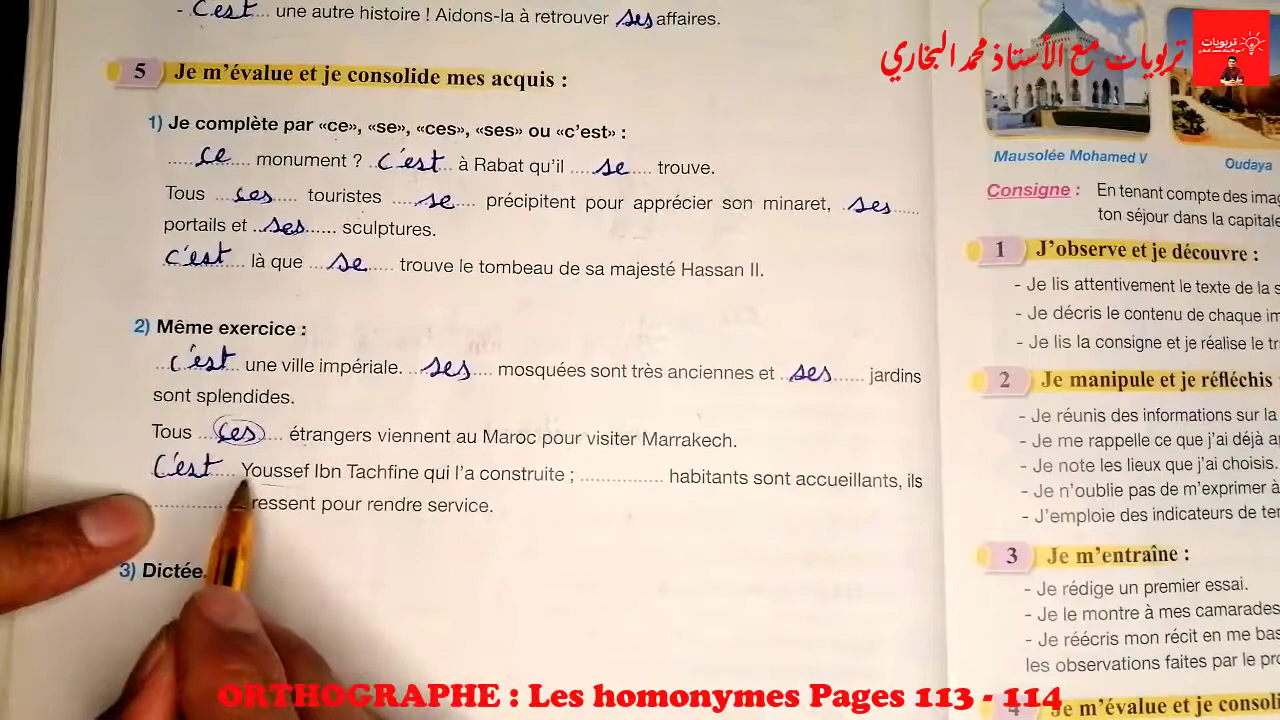 - C'est une autre histoire ! Aidons-la à retrouver ses affaires.
تربويات مع الأستاذ محمد البخاري
تربويات
5 Je m'évalue et je consolide mes acquis :
1) Je complète par «ce», «se», «ces», «ses» ou «c'est» :
ce monument ? c'est à Rabat qu'il se trouve.
Tous ces touristes se précipitent pour apprécier son minaret, ses
portails et ses sculptures.
c'est là que se trouve le tombeau de sa majesté Hassan II.
2) Même exercice :
c'est une ville impériale. ses mosquées sont très anciennes et ses jardins
sont splendides.
Tous ces étrangers viennent au Maroc pour visiter Marrakech.
C'est Youssef Ibn Tachfine qui l'a construite ; habitants sont accueillants, ils
ressent pour rendre service.
3) Dictée.
Mausolée Mohamed V
Oudaya
Consigne : En tenant compte des
ton séjour dans la capitale
1 J'observe et je découvre :
- Je lis attentivement le texte de la
- Je décris le contenu de chaque
- Je lis la consigne et je réalise le
2 Je manipule et je réfléchis
- Je réunis des informations sur la
- Je me rappelle ce que j'ai déjà
- Je note les lieux que j'ai choisis.
- Je n'oublie pas de m'exprimer à
- J'emploie des indicateurs de
3 Je m'entraîne :
- Je rédige un premier essai.
- Je le montre à mes camarades
- Je réécris mon récit en me
les observations faites par le
4 Je m'évalue et je
ORTHOGRAPHE : Les homonymes Pages 113 - 114